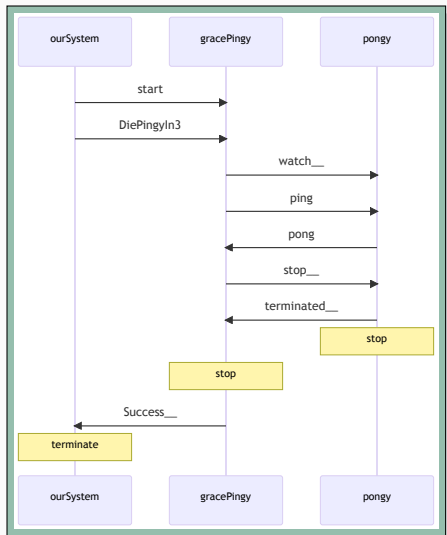 ourSystem gracePingy pongy
start
DiePingyIn3
watch__
ping
pong
stop__
terminated__
stop
stop
Success__
terminate
ourSystem gracePingy pongy